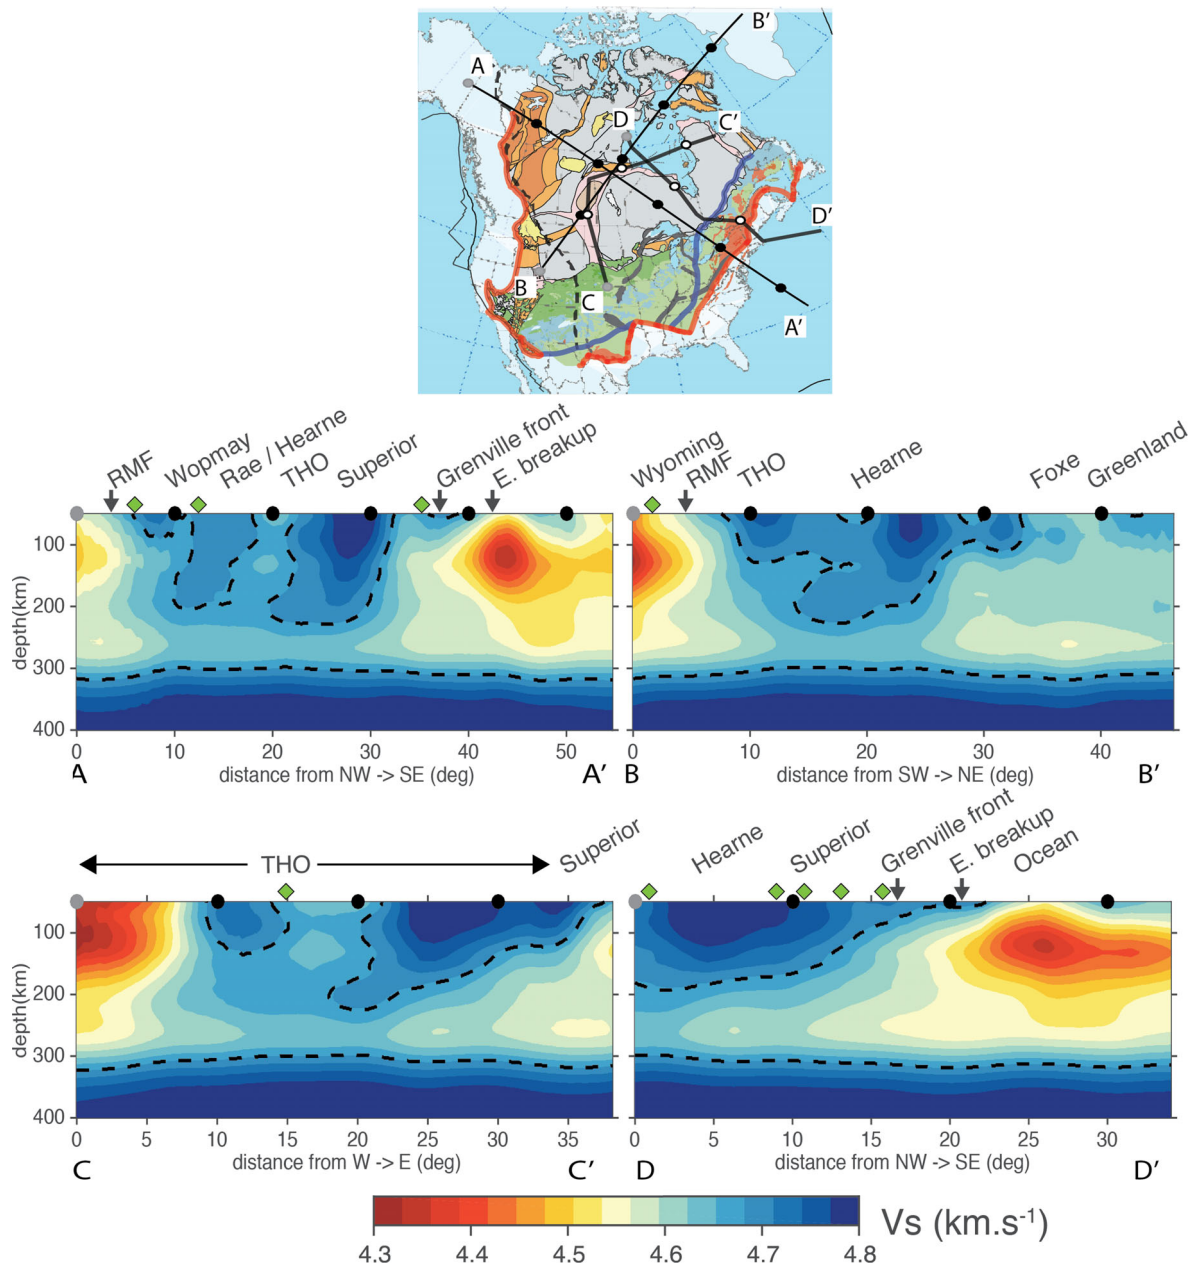 B'
A
D
C'
D'
B
C
A'
RMF
Wopmay
Rae / Hearne
THO
Superior
Grenville front
E. breakup
Wyoming
RMF
THO
Hearne
Foxe
Greenland
depth(km)
100
200
300
400
0 10 20 30 40 50
A distance from NW -> SE (deg) A'
0 10 20 30 40
B distance from SW -> NE (deg) B'
THO
Superior
Hearne
Superior
Grenville front
E. breakup
Ocean
depth(km)
100
200
300
400
0 5 10 15 20 25 30 35
C distance from W -> E (deg) C'
0 5 10 15 20 25 30
D distance from NW -> SE (deg) D'
4.3 4.4 4.5 4.6 4.7 4.8
Vs (km.s⁻¹)